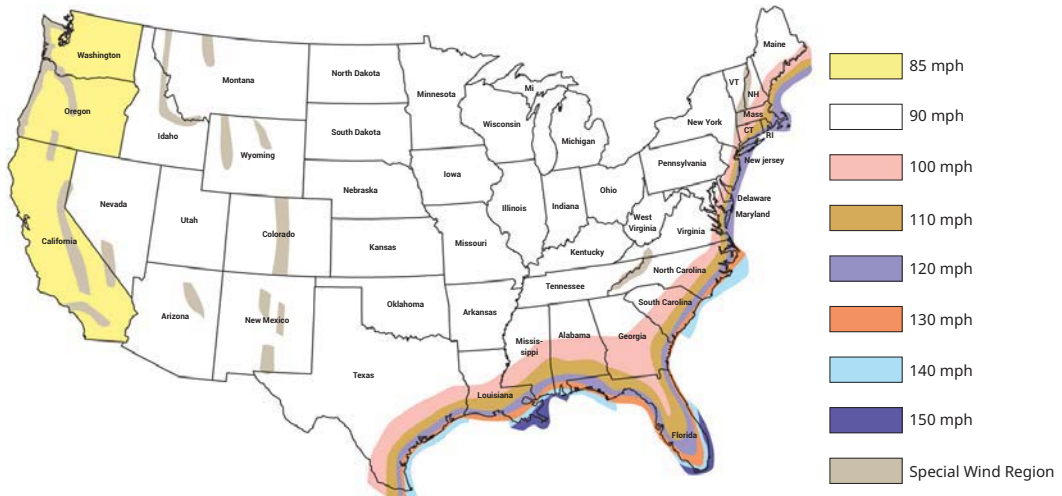 Washington
Oregon
California
Nevada
Idaho
Montana
Wyoming
Utah
Colorado
Arizona
New Mexico
North Dakota
South Dakota
Nebraska
Kansas
Oklahoma
Texas
Minnesota
Iowa
Missouri
Arkansas
Louisiana
Wisconsin
Mi
Michigan
Illinois
Indiana
Ohio
Kentucky
Tennessee
Missis-
sippi
Alabama
Georgia
Florida
South Carolina
North Carolina
Virginia
West
Virginia
Pennsylvania
New York
VT
NH
Maine
Mass
CT
RI
New jersey
Delaware
Maryland
85 mph
90 mph
100 mph
110 mph
120 mph
130 mph
140 mph
150 mph
Special Wind Region